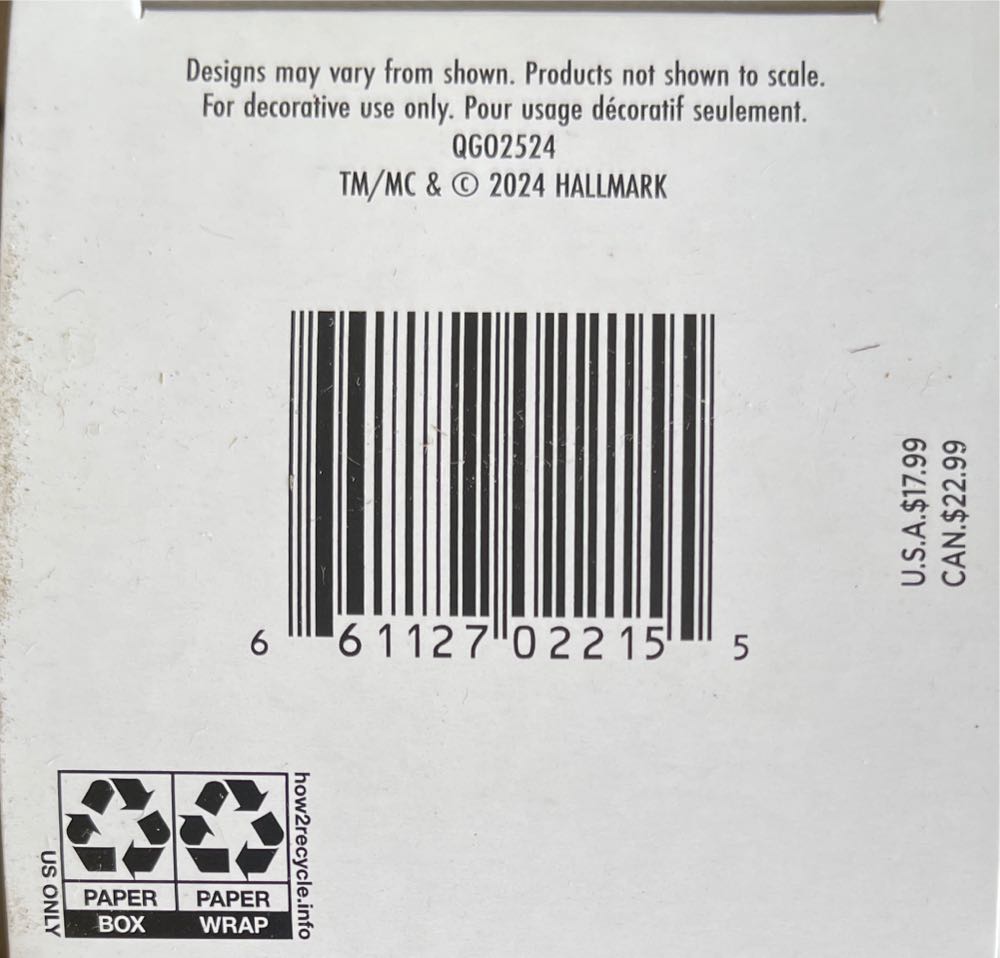 Designs may vary from shown. Products not shown to scale.
For decorative use only. Pour usage décoratif seulement.
QGO2524
TM/MC & © 2024 HALLMARK
U.S.A.$17.99
CAN.$22.99
6 61127 02215 5
how2recycle.info
US ONLY
PAPER PAPER
BOX WRAP